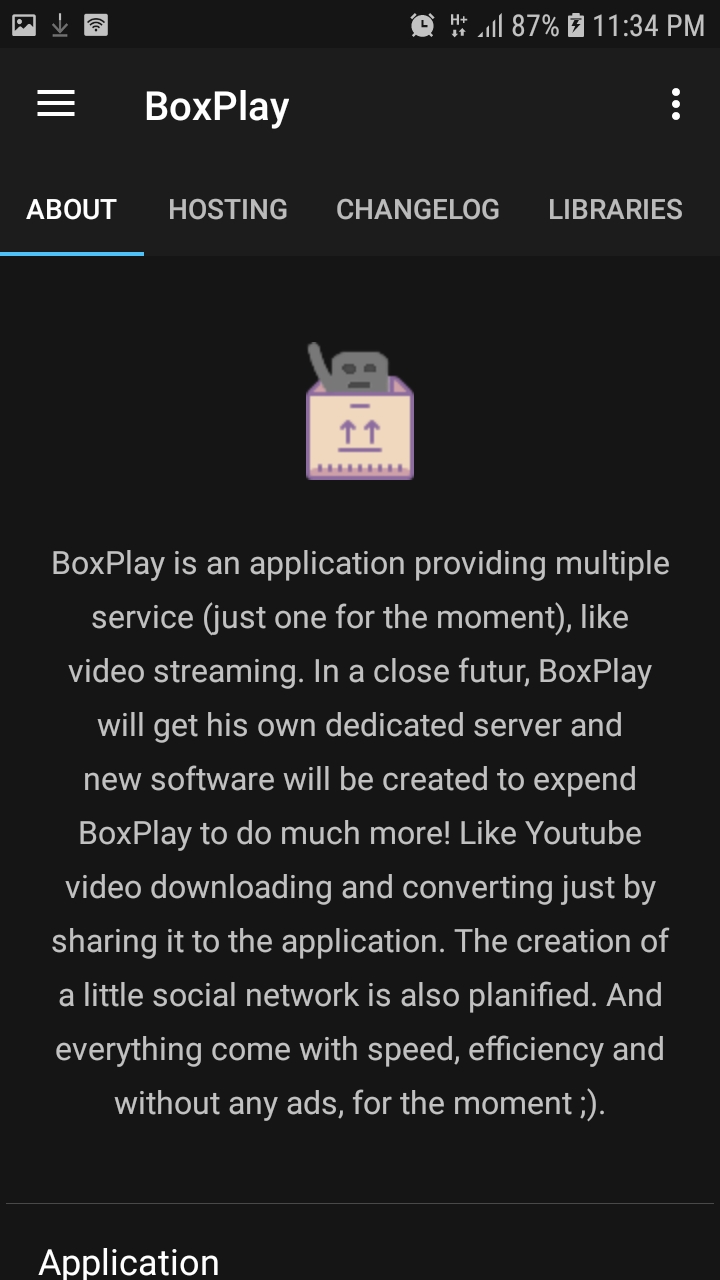 H+ 87% 11:34 PM
BoxPlay
ABOUT HOSTING CHANGELOG LIBRARIES
BoxPlay is an application providing multiple
service (just one for the moment), like
video streaming. In a close futur, BoxPlay
will get his own dedicated server and
new software will be created to expend
BoxPlay to do much more! Like Youtube
video downloading and converting just by
sharing it to the application. The creation of
a little social network is also planified. And
everything come with speed, efficiency and
without any ads, for the moment ;).
Application